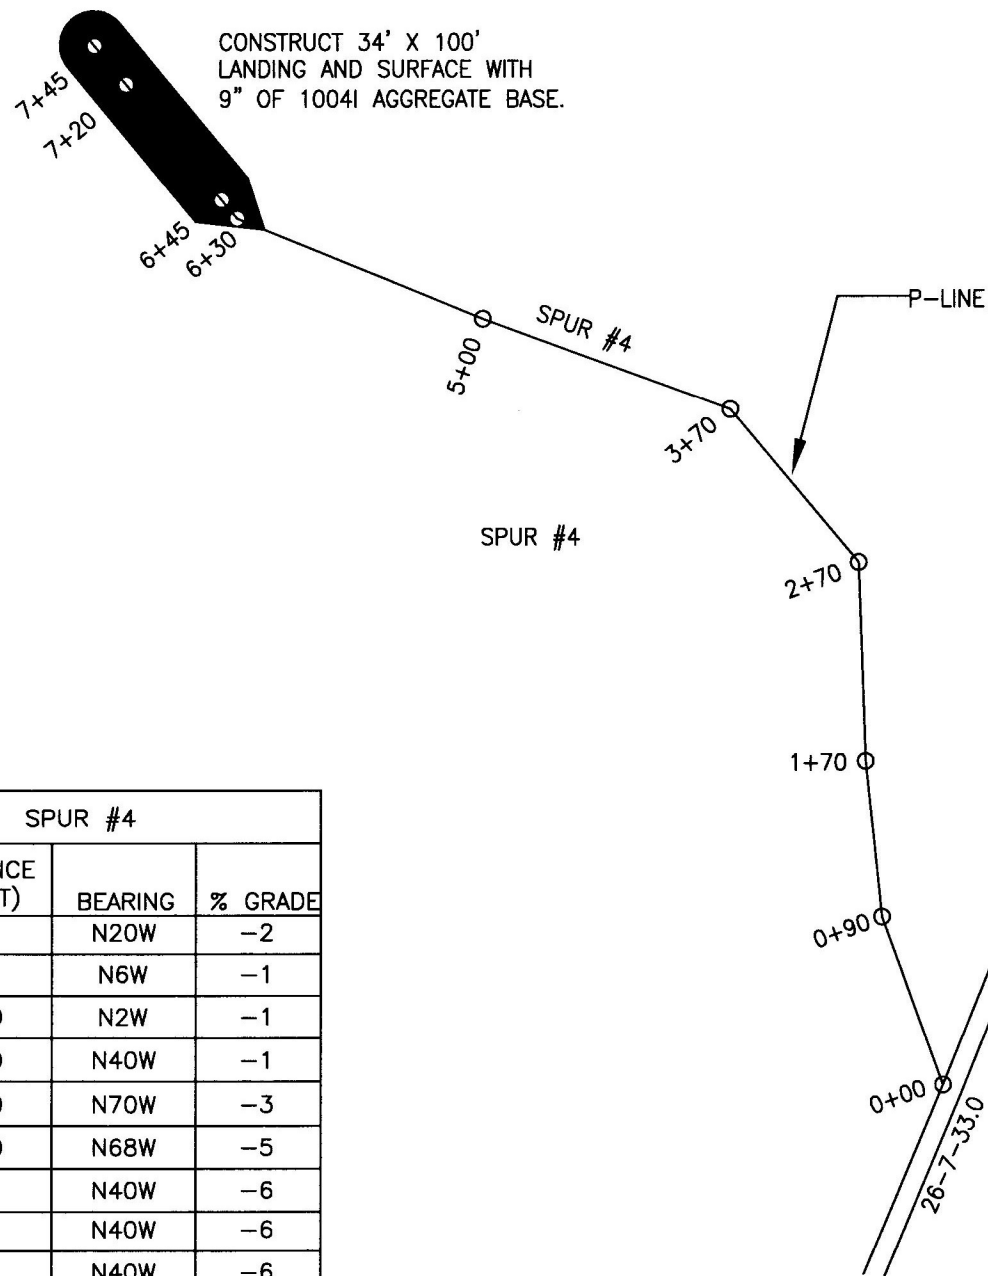 CONSTRUCT 34' X 100'
LANDING AND SURFACE WITH
9" OF 1004I AGGREGATE BASE.
7+45
7+20
6+45
6+30
P-LINE
SPUR #4
5+00
3+70
SPUR #4
2+70
1+70
0+90
0+00
26-7-33.0
SPUR #4
BEARING % GRADE
N20W -2
N6W -1
N2W -1
N40W -1
N70W -3
N68W -5
N40W -6
N40W -6
N40W -6